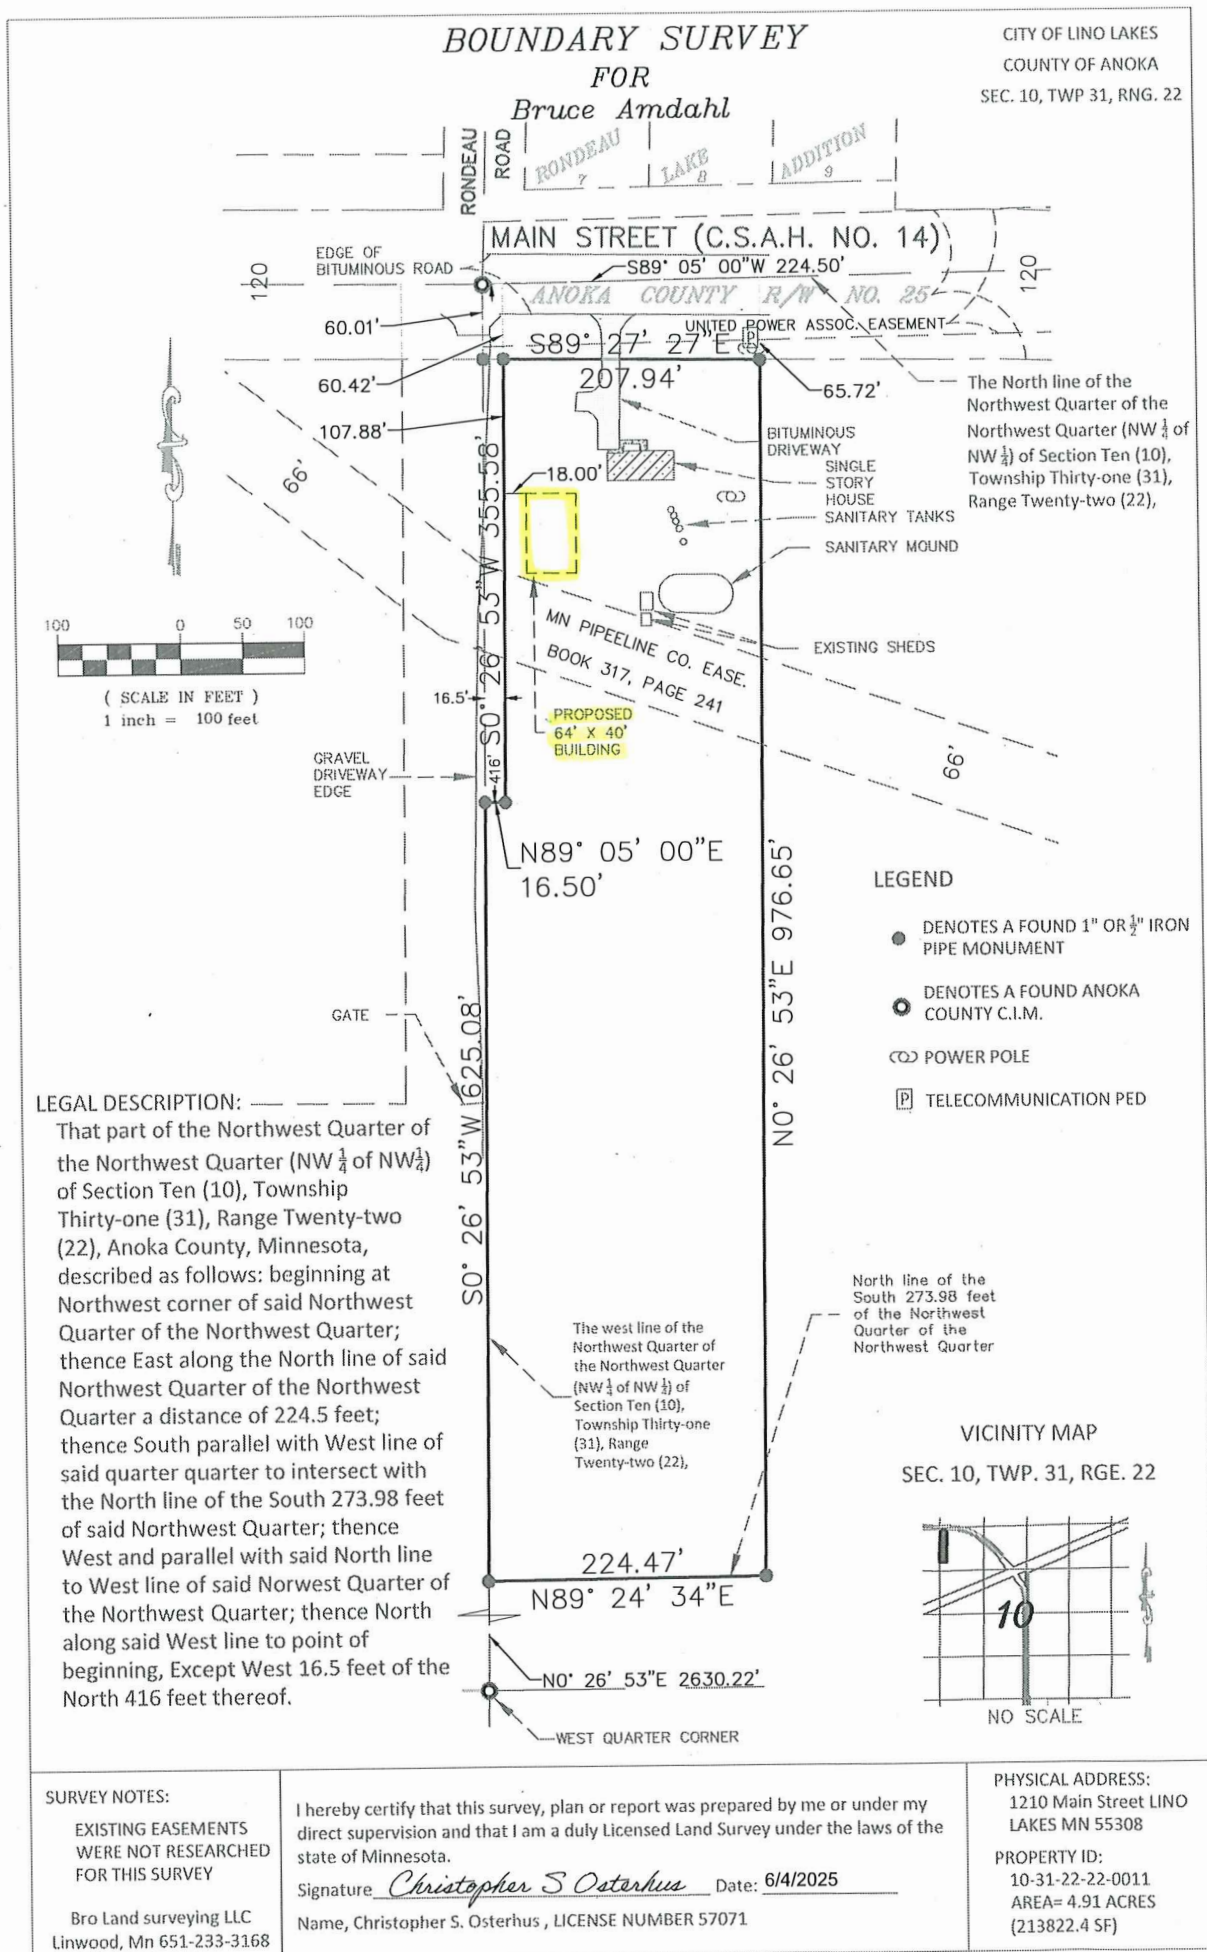 BOUNDARY SURVEY
FOR
Bruce Amdahl
CITY OF LINO LAKES
COUNTY OF ANOKA
SEC. 10, TWP 31, RNG. 22
RONDEAU
ROAD
RONDEAU
7
LAKE
8
ADDITION
9
MAIN STREET (C.S.A.H. NO. 14)
EDGE OF
BITUMINOUS ROAD
120
S89° 05' 00"W 224.50'
120
ANOKA COUNTY R/W NO. 25
60.01'
UNITED POWER ASSOC. EASEMENT
S89° 27' 27"E
P
207.94'
60.42'
65.72'
The North line of the
Northwest Quarter of the
Northwest Quarter (NW ¼ of
NW ¼) of Section Ten (10),
Township Thirty-one (31),
Range Twenty-two (22),
107.88'
BITUMINOUS
DRIVEWAY
SINGLE
STORY
HOUSE
66'
18.00'
SANITARY TANKS
SANITARY MOUND
S0° 26' 53"W 355.58'
MN PIPEELINE CO. EASE.
BOOK 317, PAGE 241
EXISTING SHEDS
100 0 50 100
( SCALE IN FEET )
1 inch = 100 feet
16.5'
PROPOSED
64' X 40'
BUILDING
416'
66'
GRAVEL
DRIVEWAY
EDGE
N89° 05' 00"E
16.50'
N0° 26' 53"E 976.65'
LEGEND
DENOTES A FOUND 1" OR ½" IRON
PIPE MONUMENT
DENOTES A FOUND ANOKA
COUNTY C.I.M.
POWER POLE
P TELECOMMUNICATION PED
GATE
S0° 26' 53"W 625.08'
LEGAL DESCRIPTION:
That part of the Northwest Quarter of
the Northwest Quarter (NW ¼ of NW¼)
of Section Ten (10), Township
Thirty-one (31), Range Twenty-two
(22), Anoka County, Minnesota,
described as follows: beginning at
Northwest corner of said Northwest
Quarter of the Northwest Quarter;
thence East along the North line of said
Northwest Quarter of the Northwest
Quarter a distance of 224.5 feet;
thence South parallel with West line of
said quarter quarter to intersect with
the North line of the South 273.98 feet
of said Northwest Quarter; thence
West and parallel with said North line
to West line of said Norwest Quarter of
the Northwest Quarter; thence North
along said West line to point of
beginning, Except West 16.5 feet of the
North 416 feet thereof.
The west line of the
Northwest Quarter of
the Northwest Quarter
(NW ¼ of NW ¼) of
Section Ten (10),
Township Thirty-one
(31), Range
Twenty-two (22),
North line of the
South 273.98 feet
of the Northwest
Quarter of the
Northwest Quarter
224.47'
N89° 24' 34"E
N0° 26' 53"E 2630.22'
WEST QUARTER CORNER
VICINITY MAP
SEC. 10, TWP. 31, RGE. 22
10
NO SCALE
SURVEY NOTES:
EXISTING EASEMENTS
WERE NOT RESEARCHED
FOR THIS SURVEY
Bro Land surveying LLC
Linwood, Mn 651-233-3168
I hereby certify that this survey, plan or report was prepared by me or under my
direct supervision and that I am a duly Licensed Land Survey under the laws of the
state of Minnesota.
Signature Christopher S Osterhus Date: 6/4/2025
Name, Christopher S. Osterhus , LICENSE NUMBER 57071
PHYSICAL ADDRESS:
1210 Main Street LINO
LAKES MN 55308
PROPERTY ID:
10-31-22-22-0011
AREA= 4.91 ACRES
(213822.4 SF)